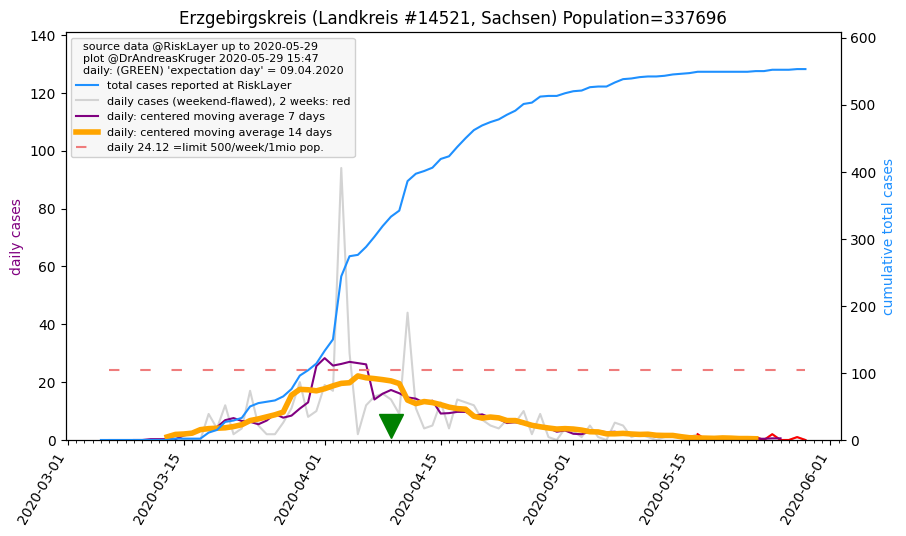 Erzgebirgskreis (Landkreis #14521, Sachsen) Population=337696
source data @RiskLayer up to 2020-05-29
plot @DrAndreasKruger 2020-05-29 15:47
daily: (GREEN) 'expectation day' = 09.04.2020
total cases reported at RiskLayer
daily cases (weekend-flawed), 2 weeks: red
daily: centered moving average 7 days
daily: centered moving average 14 days
daily 24.12 =limit 500/week/1mio pop.
daily cases
140
120
100
80
60
40
20
0
cumulative total cases
600
500
400
300
200
100
0
2020-03-01
2020-03-15
2020-04-01
2020-04-15
2020-05-01
2020-05-15
2020-06-01